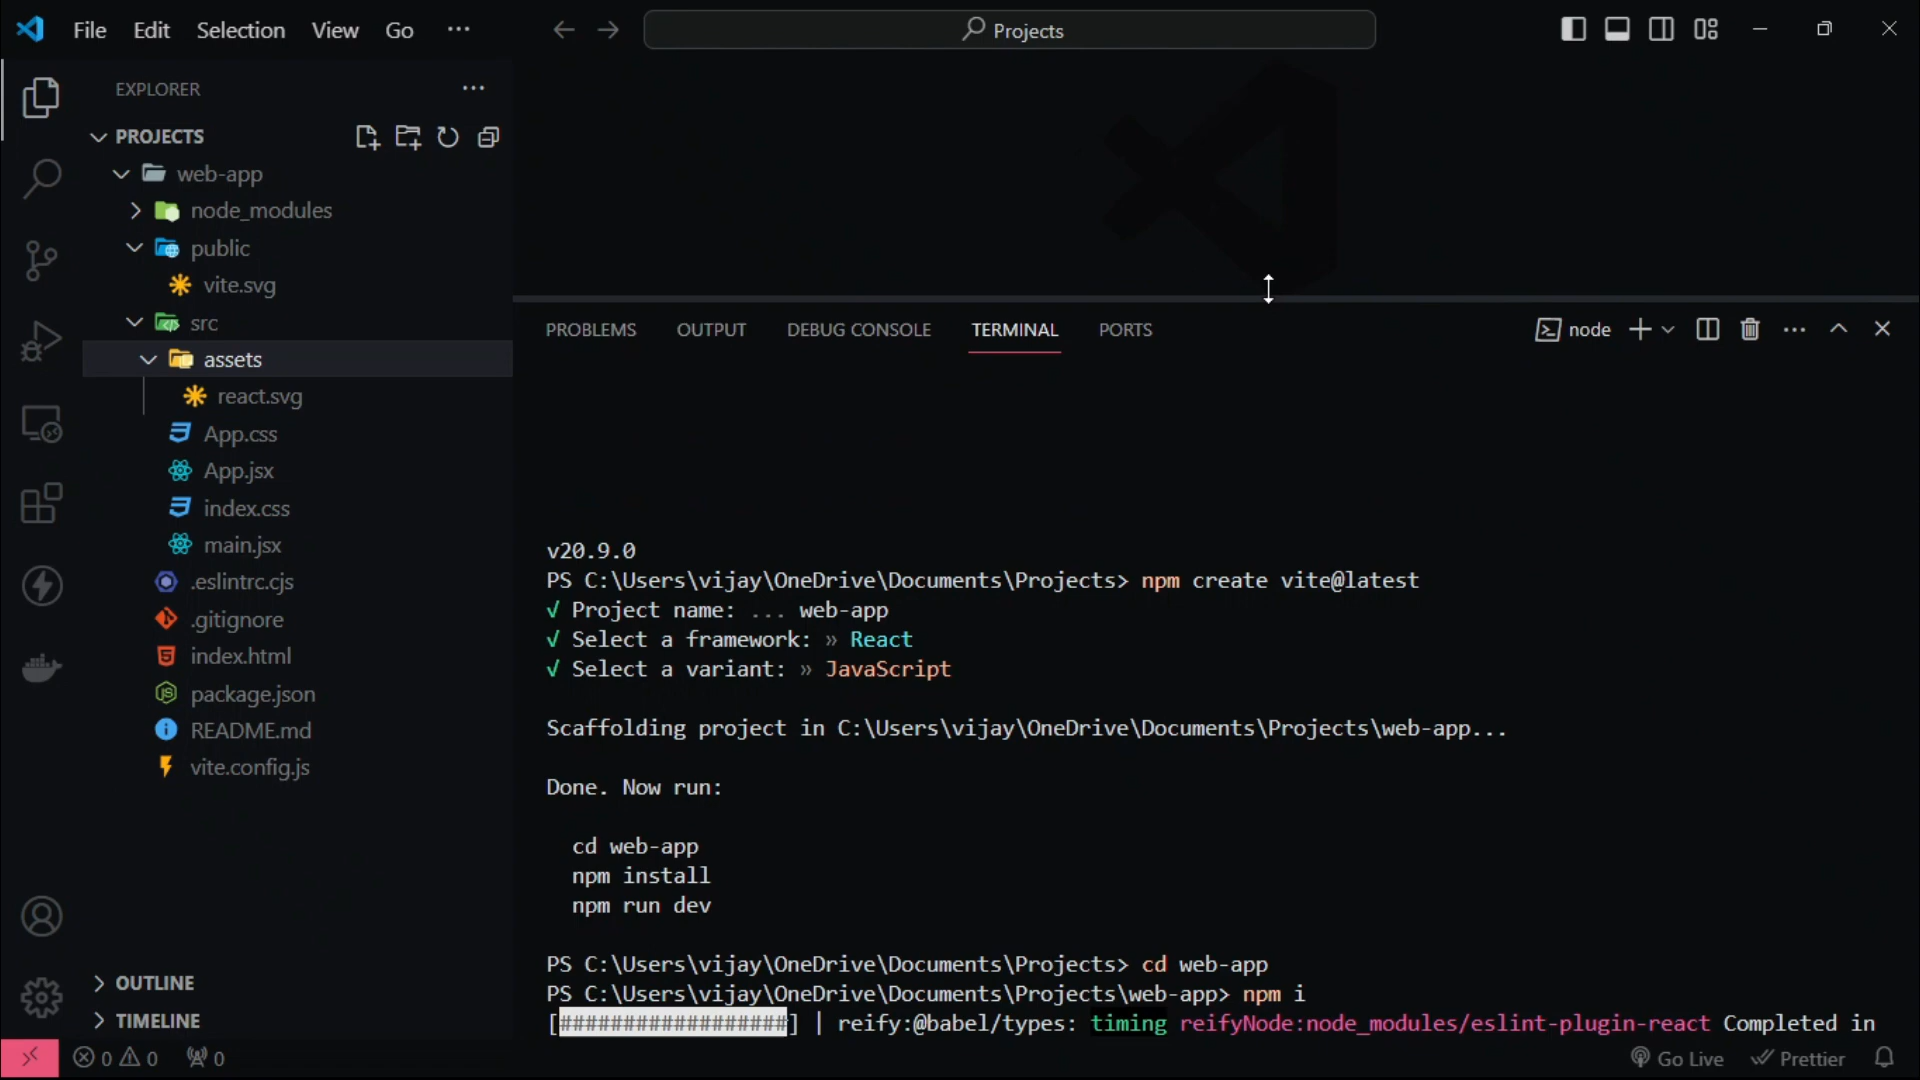 File Edit Selection View Go ...
Projects
EXPLORER
PROJECTS
web-app
node_modules
public
vite.svg
src
assets
react.svg
App.css
App.jsx
index.css
main.jsx
.eslintrc.cjs
.gitignore
index.html
package.json
README.md
vite.config.js
OUTLINE
TIMELINE
PROBLEMS OUTPUT DEBUG CONSOLE TERMINAL PORTS
node
v20.9.0
PS C:\Users\vijay\OneDrive\Documents\Projects> npm create vite@latest
√ Project name: ... web-app
√ Select a framework: » React
√ Select a variant: » JavaScript
Scaffolding project in C:\Users\vijay\OneDrive\Documents\Projects\web-app...
Done. Now run:
cd web-app
npm install
npm run dev
PS C:\Users\vijay\OneDrive\Documents\Projects> cd web-app
PS C:\Users\vijay\OneDrive\Documents\Projects\web-app> npm i
[##################] | reify:@babel/types: timing reifyNode:node_modules/eslint-plugin-react Completed in
0 0 0
Go Live Prettier